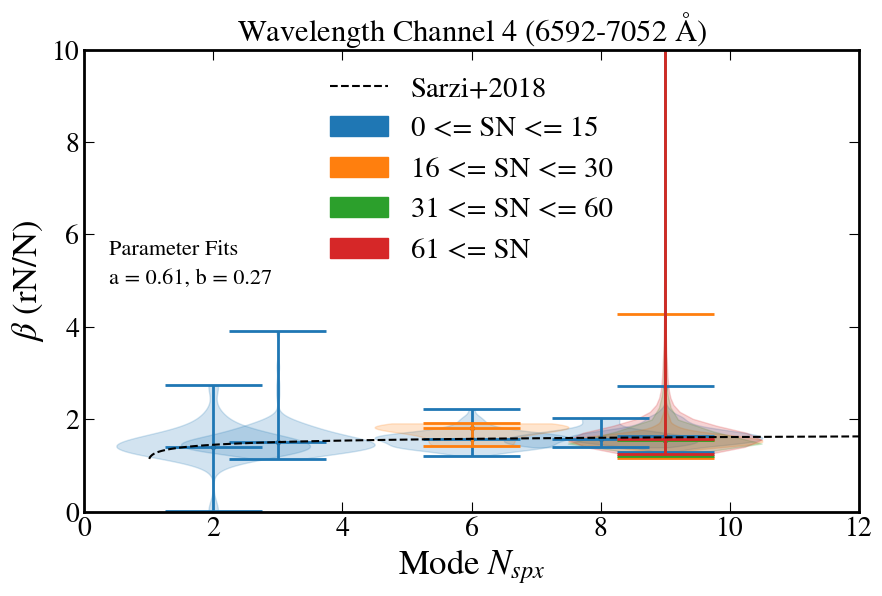 Wavelength Channel 4 (6592-7052 Å)
10
8
6
4
2
0
β (rN/N)
Sarzi+2018
0 <= SN <= 15
16 <= SN <= 30
31 <= SN <= 60
61 <= SN
Parameter Fits
a = 0.61, b = 0.27
0 2 4 6 8 10 12
Mode N_{spx}